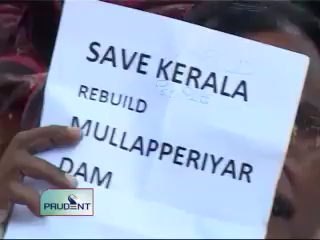 SAVE KERALA
REBUILD
MULLAPPERIYAR
DAM
PRUDENT